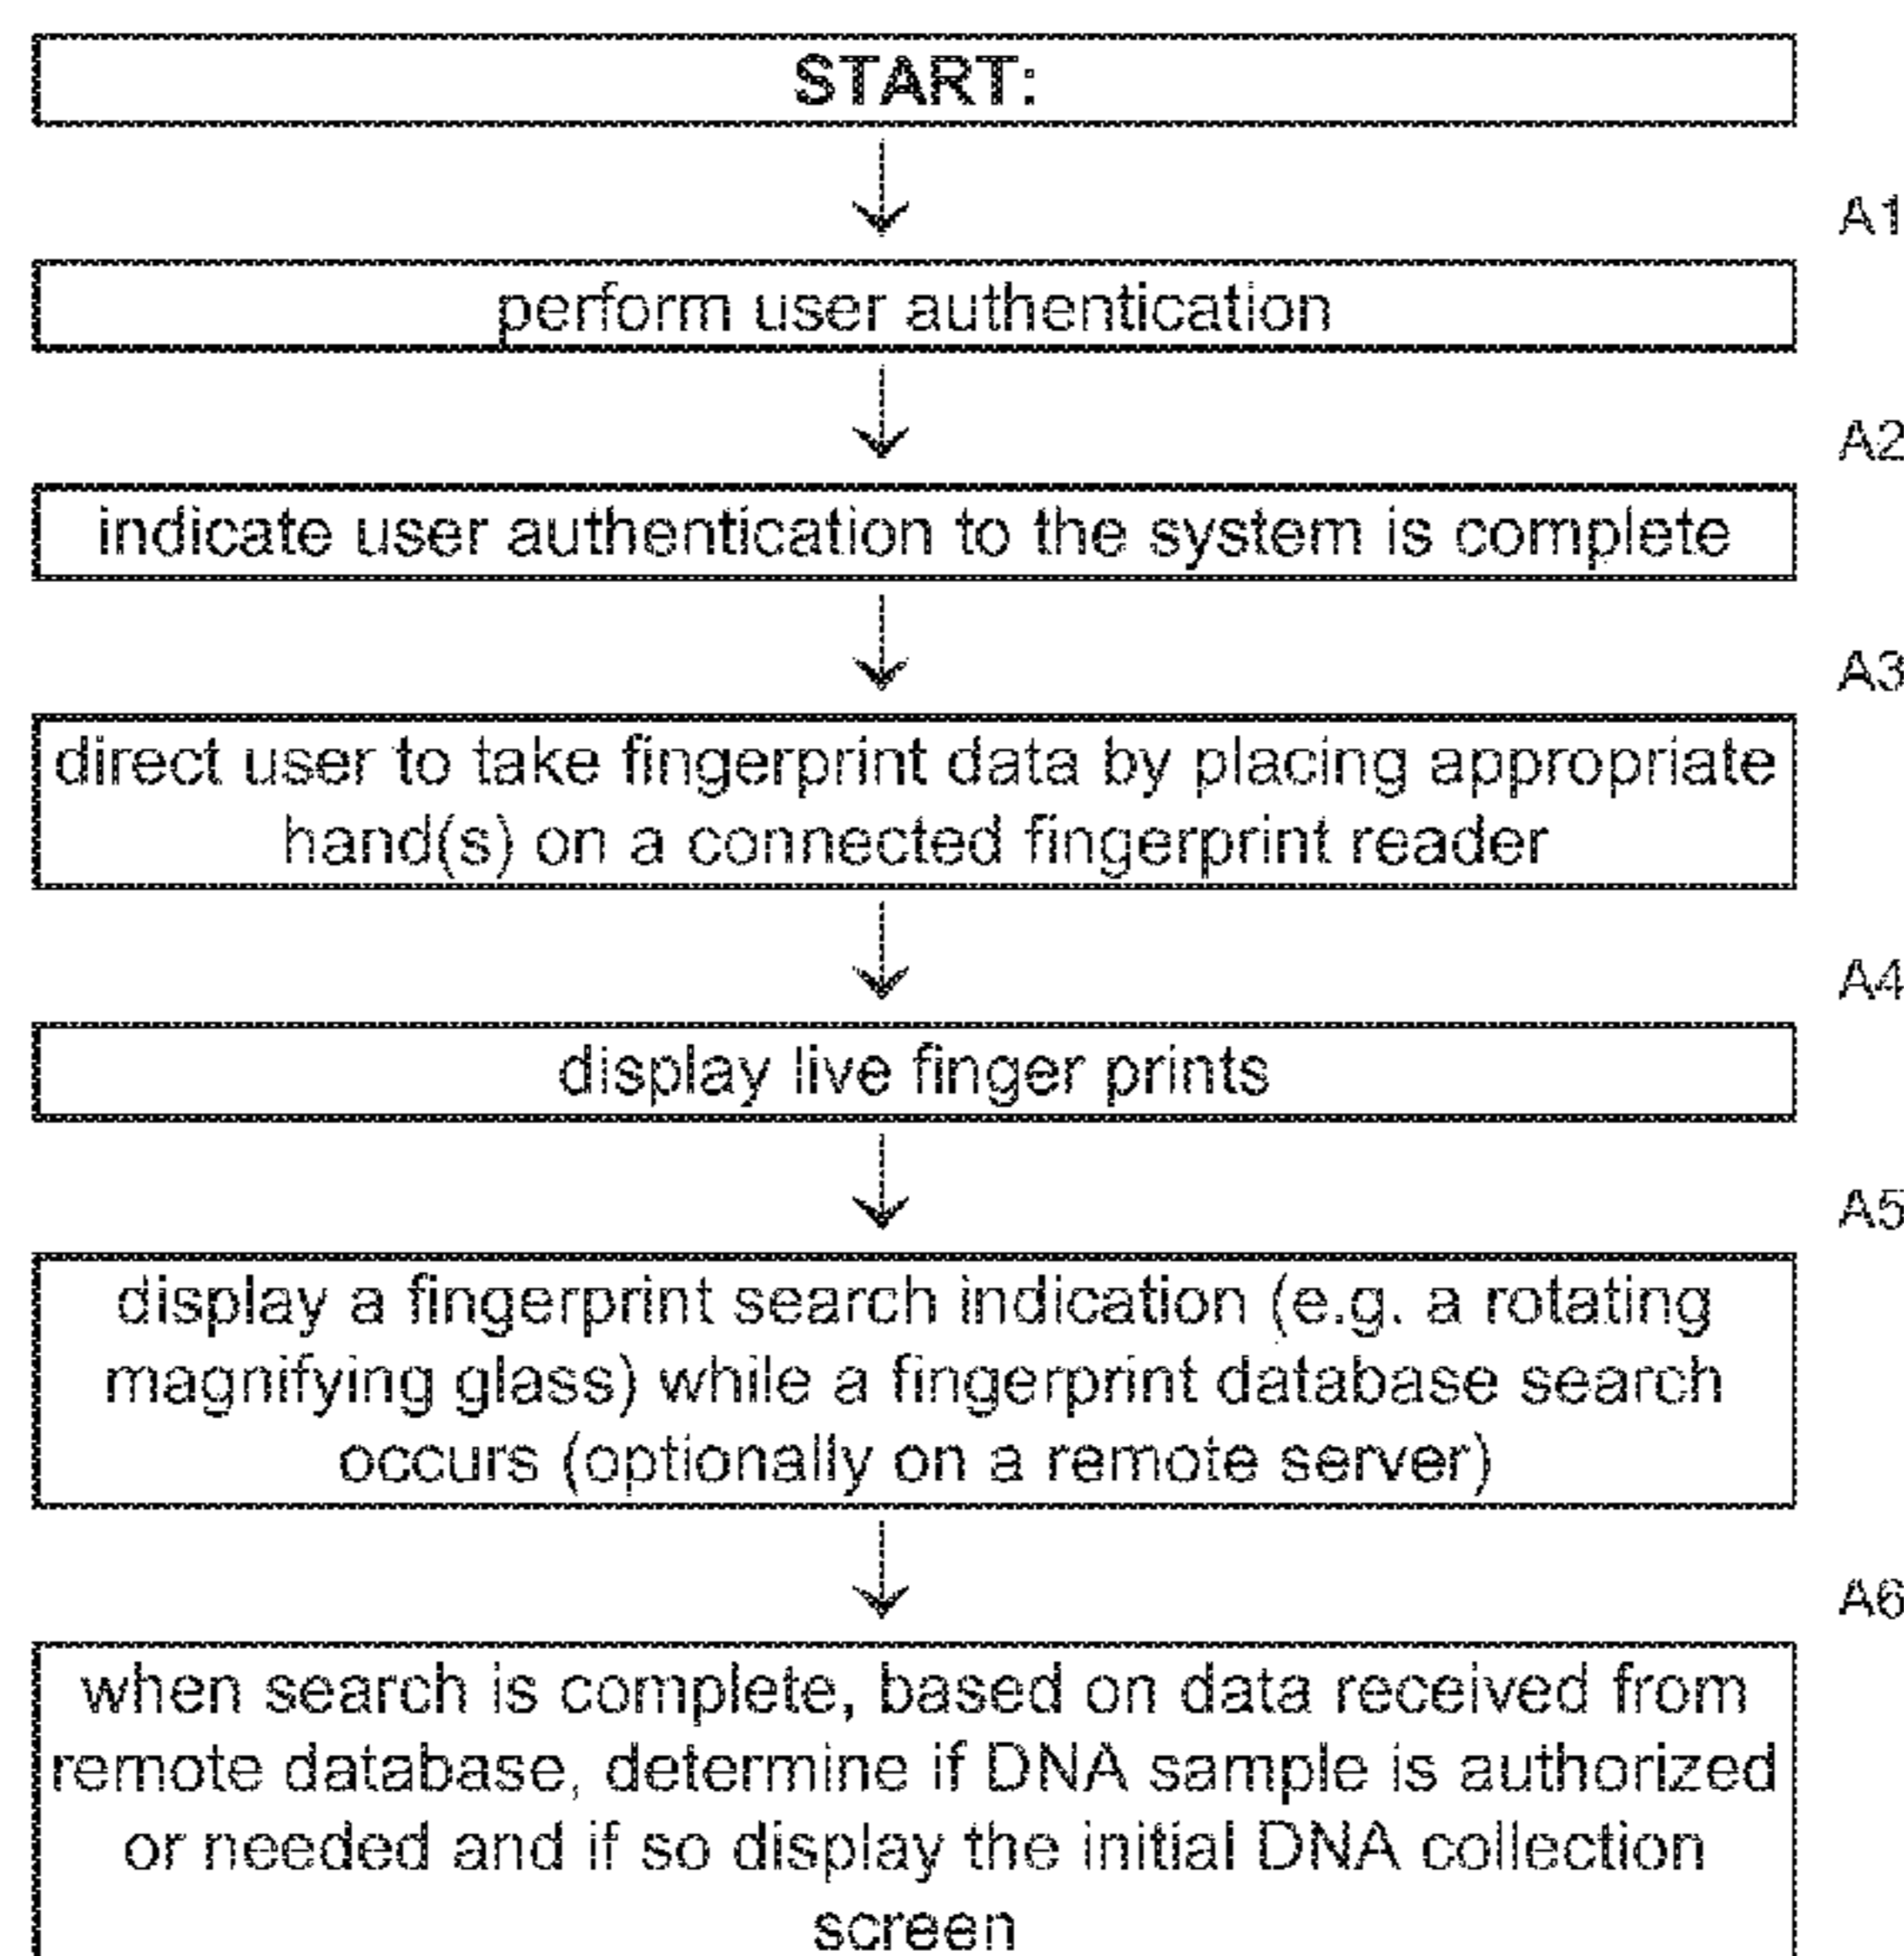 START:
A1
perform user authentication
A2
indicate user authentication to the system is complete
A3
direct user to take fingerprint data by placing appropriate
hand(s) on a connected fingerprint reader
A4
display live finger prints
A5
display a fingerprint search indication (e.g. a rotating
magnifying glass) while a fingerprint database search
occurs (optionally on a remote server)
A6
when search is complete, based on data received from
remote database, determine if DNA sample is authorized
or needed and if so display the initial DNA collection
screen